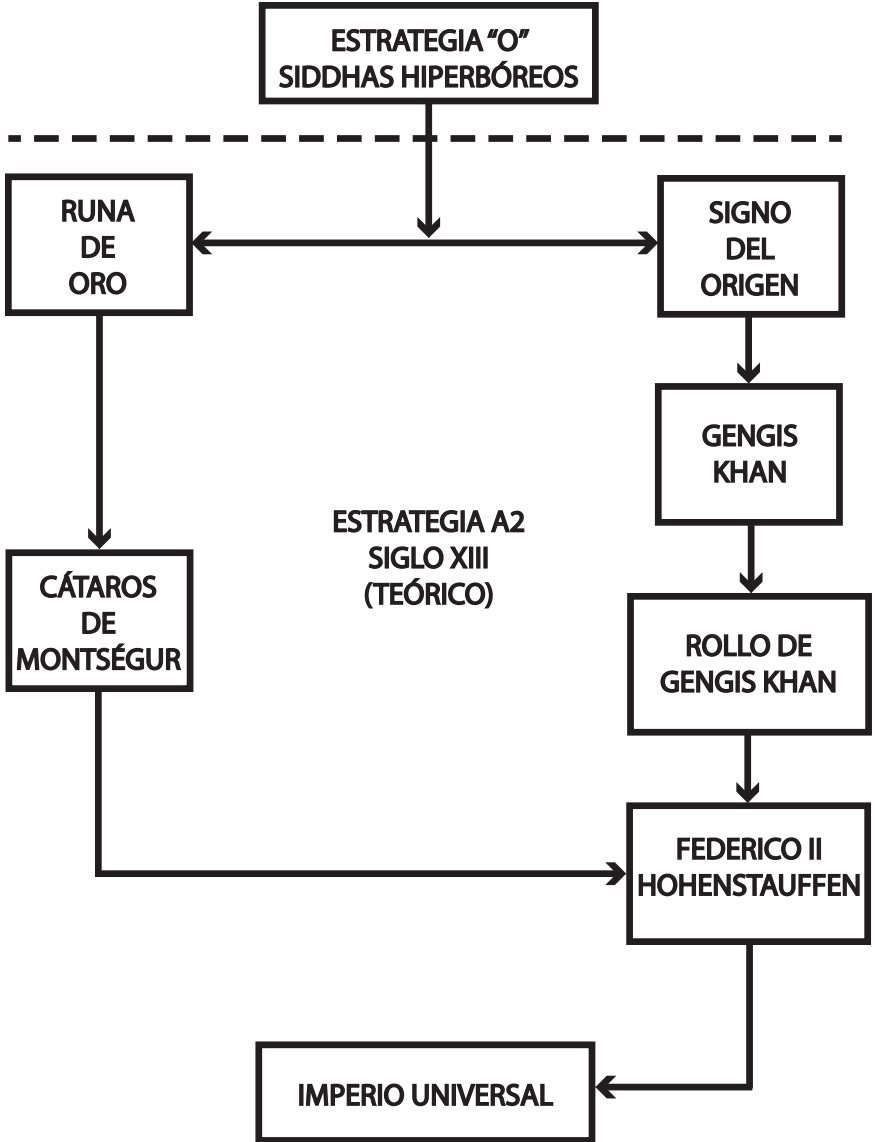 ESTRATEGIA “O”
SIDDHAS HIPERBÓREOS
RUNA
DE
ORO
SIGNO
DEL
ORIGEN
GENGIS
KHAN
ESTRATEGIA A2
SIGLO XIII
(TEÓRICO)
CÁTAROS
DE
MONTSÉGUR
ROLLO DE
GENGIS KHAN
FEDERICO II
HOHENSTAUFFEN
IMPERIO UNIVERSAL